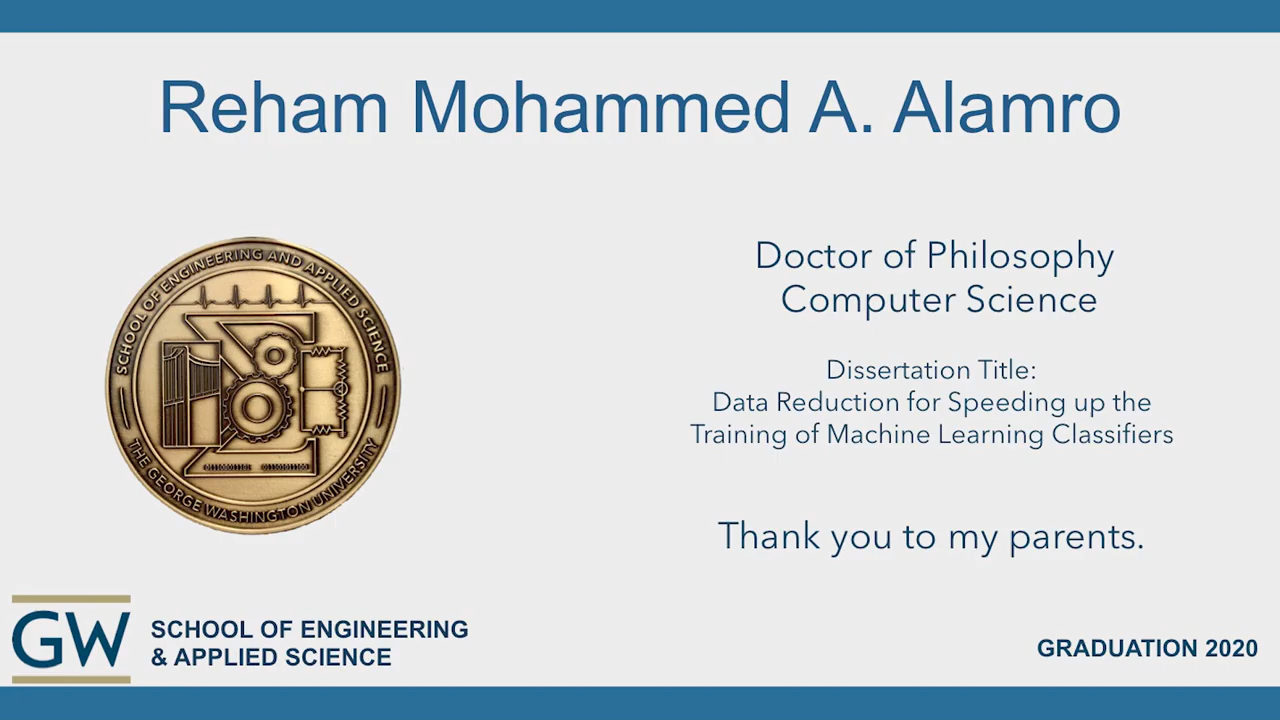 Reham Mohammed A. Alamro
SCHOOL OF ENGINEERING AND APPLIED SCIENCE
THE GEORGE WASHINGTON UNIVERSITY
Doctor of Philosophy
Computer Science
Dissertation Title:
Data Reduction for Speeding up the
Training of Machine Learning Classifiers
Thank you to my parents.
GW
SCHOOL OF ENGINEERING
& APPLIED SCIENCE
GRADUATION 2020